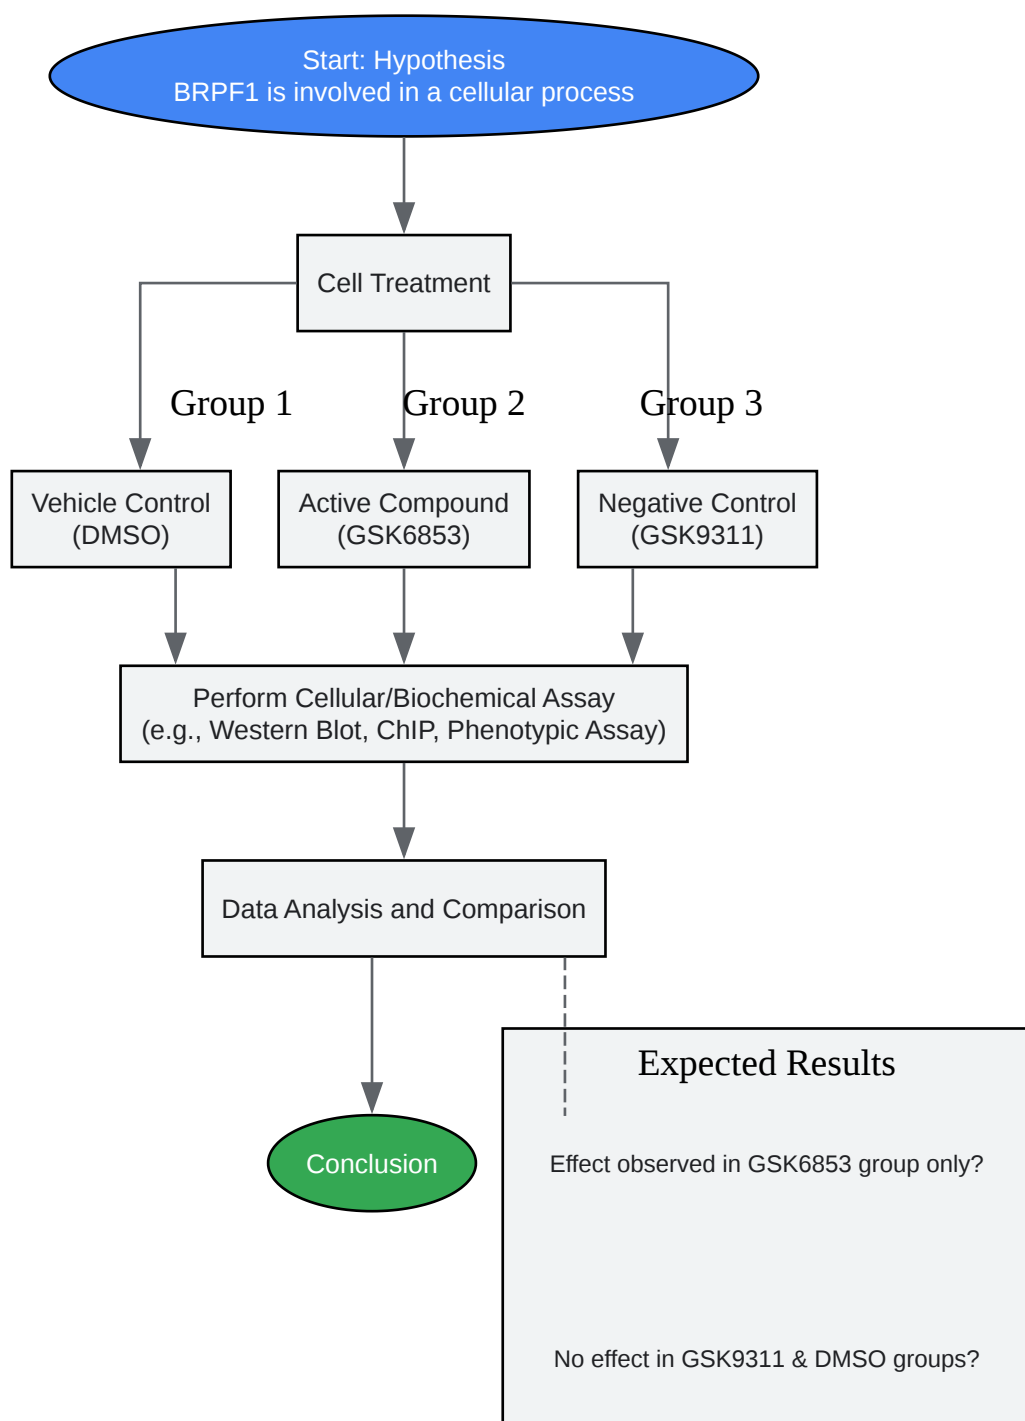 Start: Hypothesis
BRPF1 is involved in a cellular process
Cell Treatment
Group 1
Group 2
Group 3
Vehicle Control
(DMSO)
Active Compound
(GSK6853)
Negative Control
(GSK9311)
Perform Cellular/Biochemical Assay
(e.g., Western Blot, ChIP, Phenotypic Assay)
Data Analysis and Comparison
Expected Results
Conclusion
Effect observed in GSK6853 group only?
No effect in GSK9311 & DMSO groups?